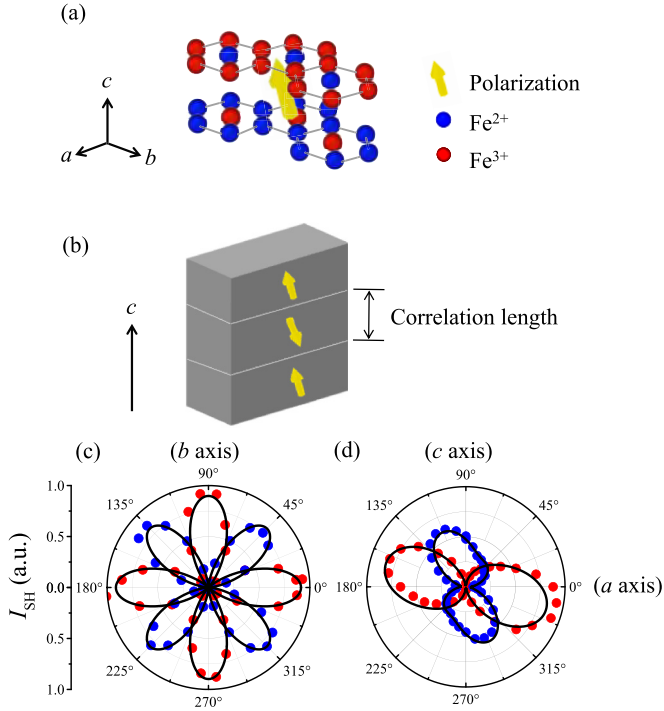 (a)
c
a
b
Polarization
Fe2+
Fe3+
(b)
c
Correlation length
(c)
(b axis)
(d)
(c axis)
1.0
0.5
0.0
0.5
1.0
I_SH (a.u.)
90°
135°
45°
180°
0°
225°
315°
270°
90°
135°
45°
180°
0°
(a axis)
225°
315°
270°